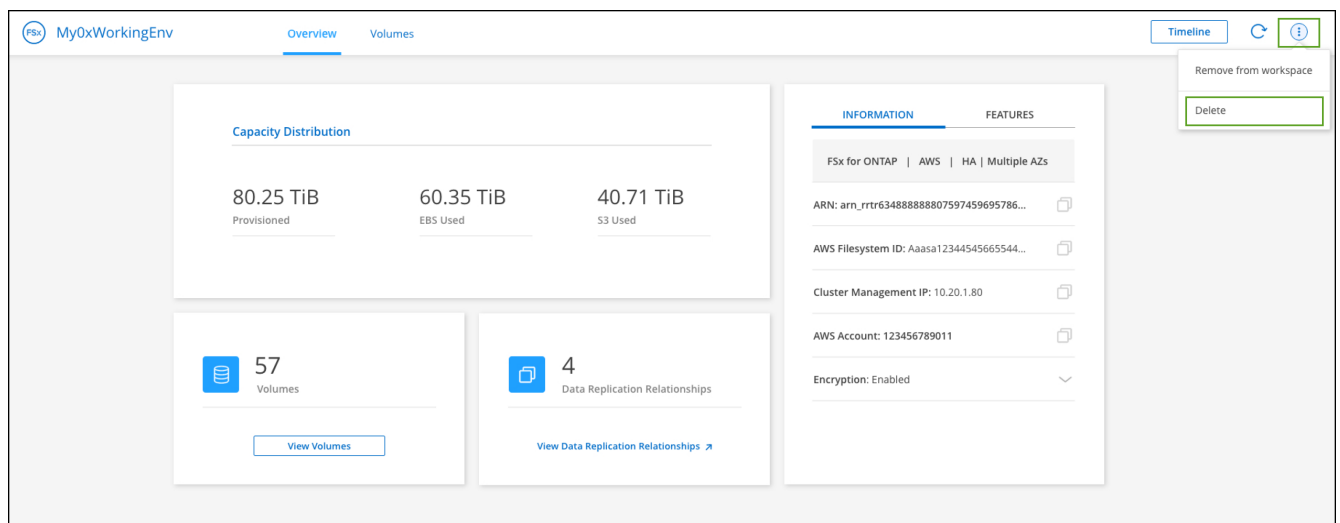 FSx My0xWorkingEnv Overview Volumes Timeline
Remove from workspace
Delete
Capacity Distribution
80.25 TiB 60.35 TiB 40.71 TiB
Provisioned EBS Used S3 Used
57
Volumes
View Volumes
4
Data Replication Relationships
View Data Replication Relationships
INFORMATION FEATURES
FSx for ONTAP | AWS | HA | Multiple AZs
ARN: arn_rrtr634888888807597459695786...
AWS Filesystem ID: Aaasa12344545665544...
Cluster Management IP: 10.20.1.80
AWS Account: 123456789011
Encryption: Enabled